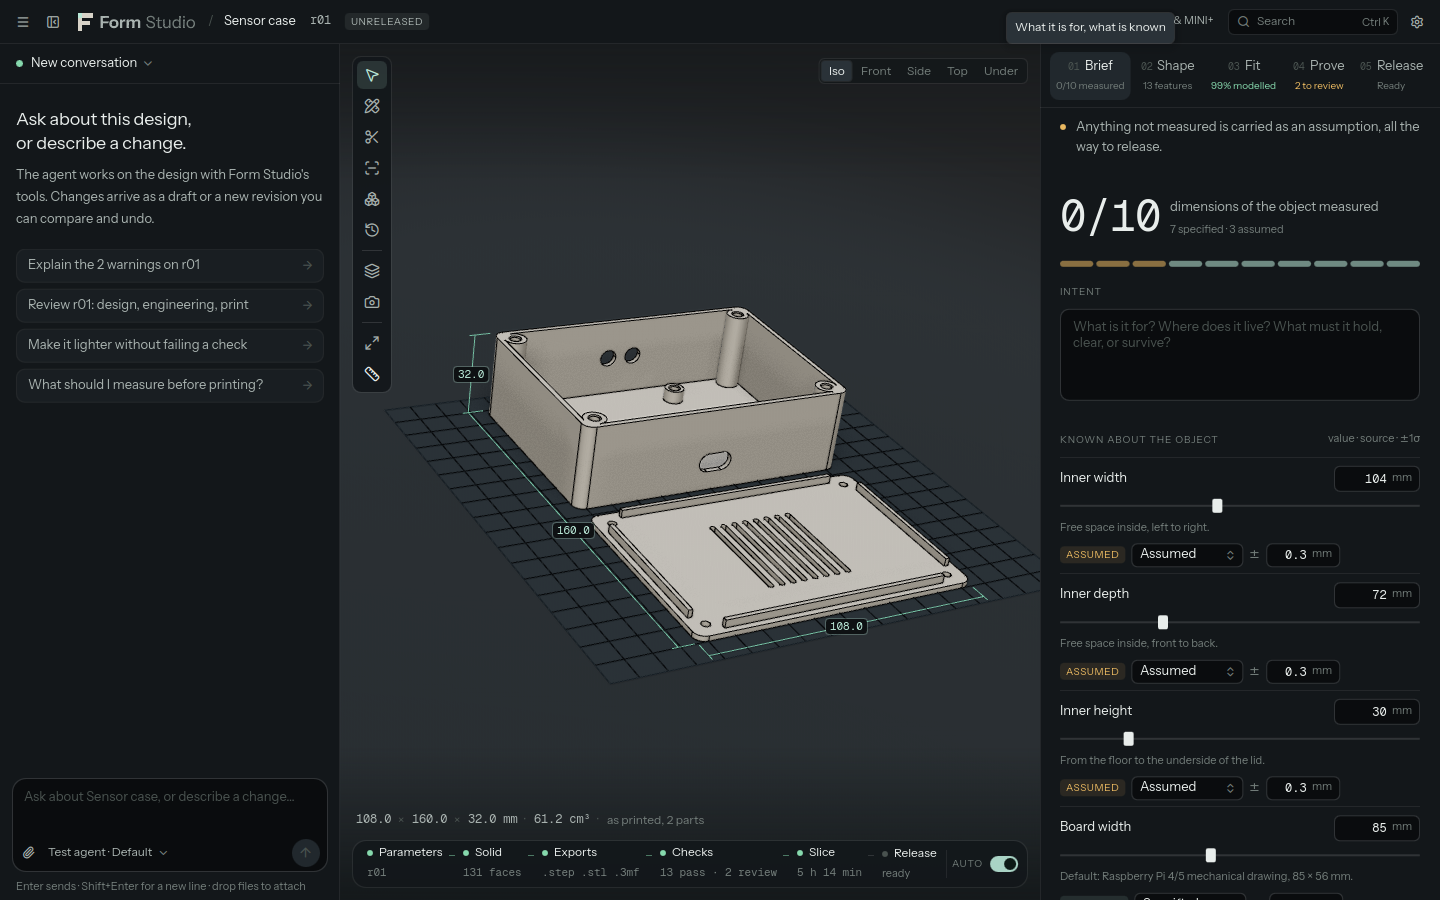 Form Studio / Sensor case r01 UNRELEASED
What it is for, what is known
& MINI+
Search Ctrl K
New conversation
Ask about this design,
or describe a change.
The agent works on the design with Form Studio's
tools. Changes arrive as a draft or a new revision you
can compare and undo.
Explain the 2 warnings on r01
Review r01: design, engineering, print
Make it lighter without failing a check
What should I measure before printing?
Ask about Sensor case, or describe a change...
Test agent · Default
Enter sends · Shift+Enter for a new line · drop files to attach
Iso Front Side Top Under
32.0
160.0
108.0
108.0 × 160.0 × 32.0 mm · 61.2 cm³ · as printed, 2 parts
Parameters Solid Exports Checks Slice Release
r01 131 faces .step .stl .3mf 13 pass · 2 review 5 h 14 min ready
AUTO
01 Brief 02 Shape 03 Fit 04 Prove 05 Release
0/10 measured 13 features 99% modelled 2 to review Ready
Anything not measured is carried as an assumption, all the
way to release.
0/10 dimensions of the object measured
7 specified · 3 assumed
INTENT
What is it for? Where does it live? What must it hold,
clear, or survive?
KNOWN ABOUT THE OBJECT value · source · ±1σ
Inner width 104 mm
Free space inside, left to right.
ASSUMED Assumed ± 0.3 mm
Inner depth 72 mm
Free space inside, front to back.
ASSUMED Assumed ± 0.3 mm
Inner height 30 mm
From the floor to the underside of the lid.
ASSUMED Assumed ± 0.3 mm
Board width 85 mm
Default: Raspberry Pi 4/5 mechanical drawing, 85 × 56 mm.